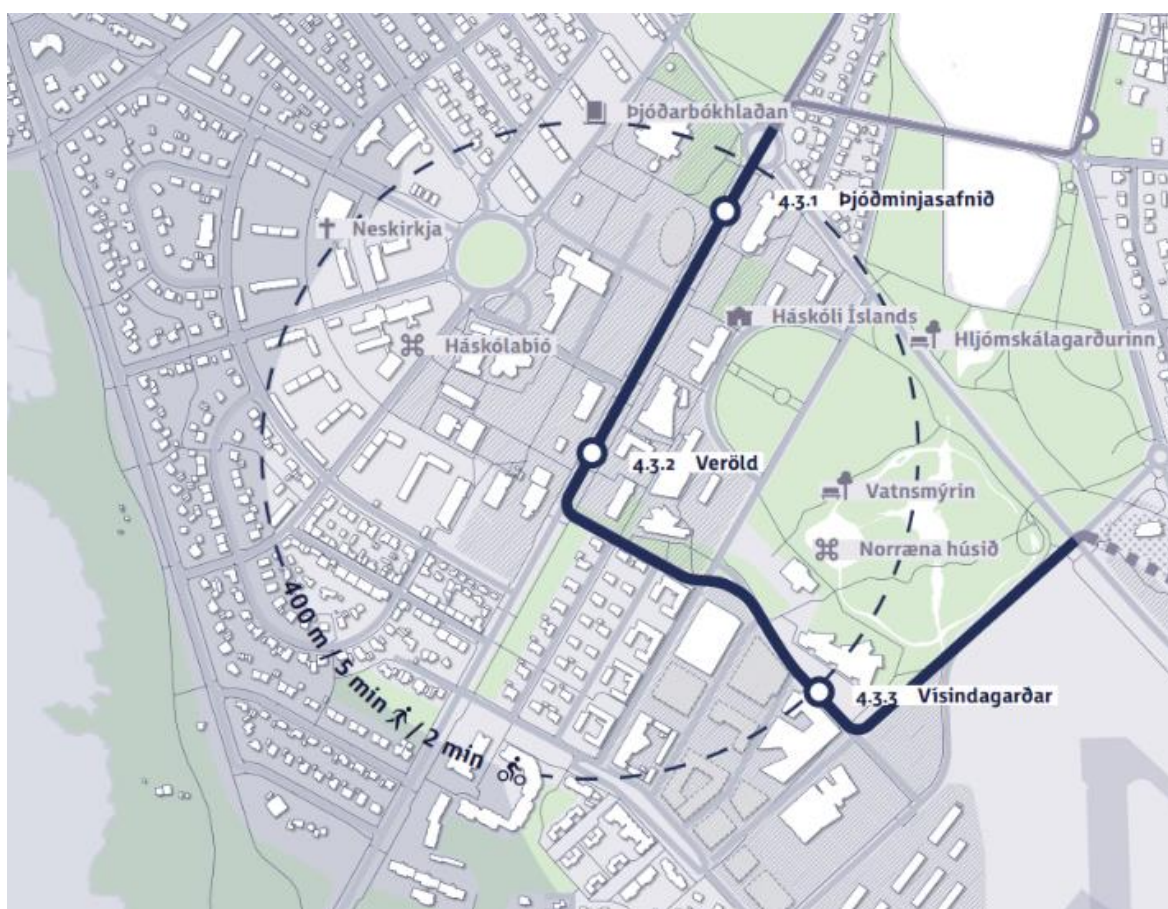 Þjóðarbókhlaðan
4.3.1 Þjóðminjasafnið
Neskirkja
Háskóli Íslands
Háskólabíó
Hljómskálagarðurinn
4.3.2 Veröld
Vatnsmýrin
Norræna húsið
400 m / 5 min / 2 min
4.3.3 Vísindagarðar